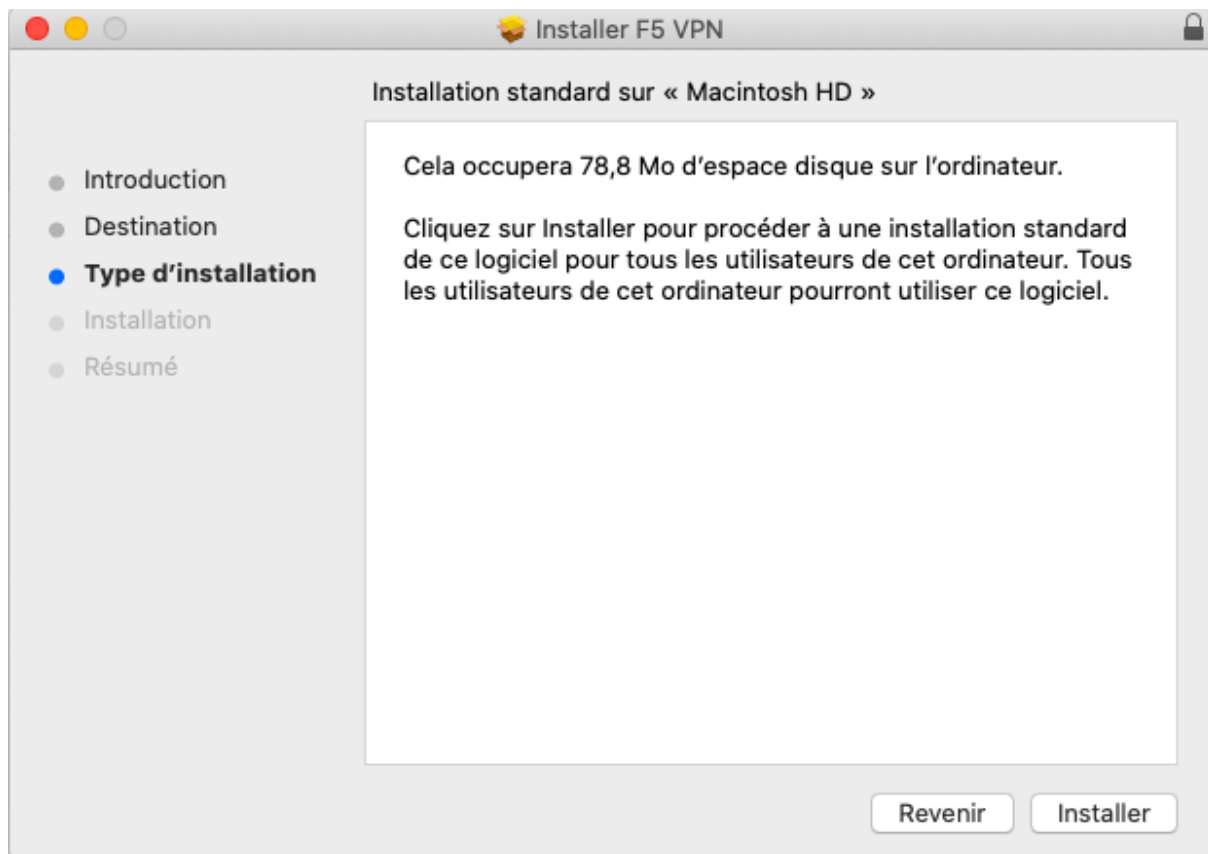 Installer F5 VPN
Installation standard sur « Macintosh HD »
Introduction
Destination
Type d’installation
Installation
Résumé
Cela occupera 78,8 Mo d’espace disque sur l’ordinateur.
Cliquez sur Installer pour procéder à une installation standard
de ce logiciel pour tous les utilisateurs de cet ordinateur. Tous
les utilisateurs de cet ordinateur pourront utiliser ce logiciel.
Revenir
Installer